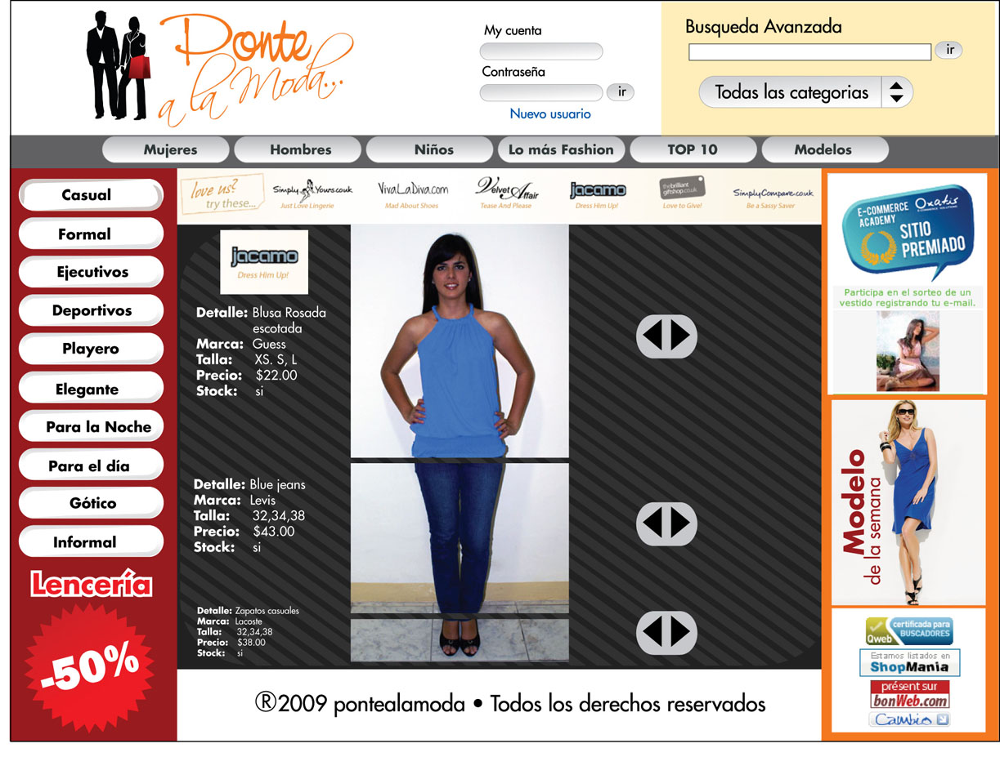 Ponte
a la Moda...
My cuenta
Contraseña
ir
Nuevo usuario
Busqueda Avanzada
ir
Todas las categorias
Mujeres
Hombres
Niños
Lo más Fashion
TOP 10
Modelos
Casual
Formal
Ejecutivos
Deportivos
Playero
Elegante
Para la Noche
Para el día
Gótico
Informal
Lencería
-50%
love us?
try these...
Simply Yours.co.uk
Just Love Lingerie
VivaLaDiva.com
Mad About Shoes
Velvet Affair
Tease And Please
jacamo
Dress Him Up!
thebrilliant
giftshop.co.uk
Love to Give!
SimplyCompare.co.uk
Be a Sassy Saver
jacamo
Dress Him Up!
Detalle: Blusa Rosada
escotada
Marca: Guess
Talla: XS. S, L
Precio: $22.00
Stock: si
Detalle: Blue jeans
Marca: Levis
Talla: 32,34,38
Precio: $43.00
Stock: si
Detalle: Zapatos casuales
Marca: Lacoste
Talla: 32,34,38
Precio: $38.00
Stock: si
E-COMMERCE
ACADEMY
Oxatis
E-COMMERCE SOLUTIONS
SITIO
PREMIADO
Participa en el sorteo de un
vestido registrando tu e-mail.
Modelo
de la semana
Qweb
certificada para
BUSCADORES
Estamos listados en
ShopMania
présent sur
bonWeb.com
Cambio
®2009 pontealamoda • Todos los derechos reservados